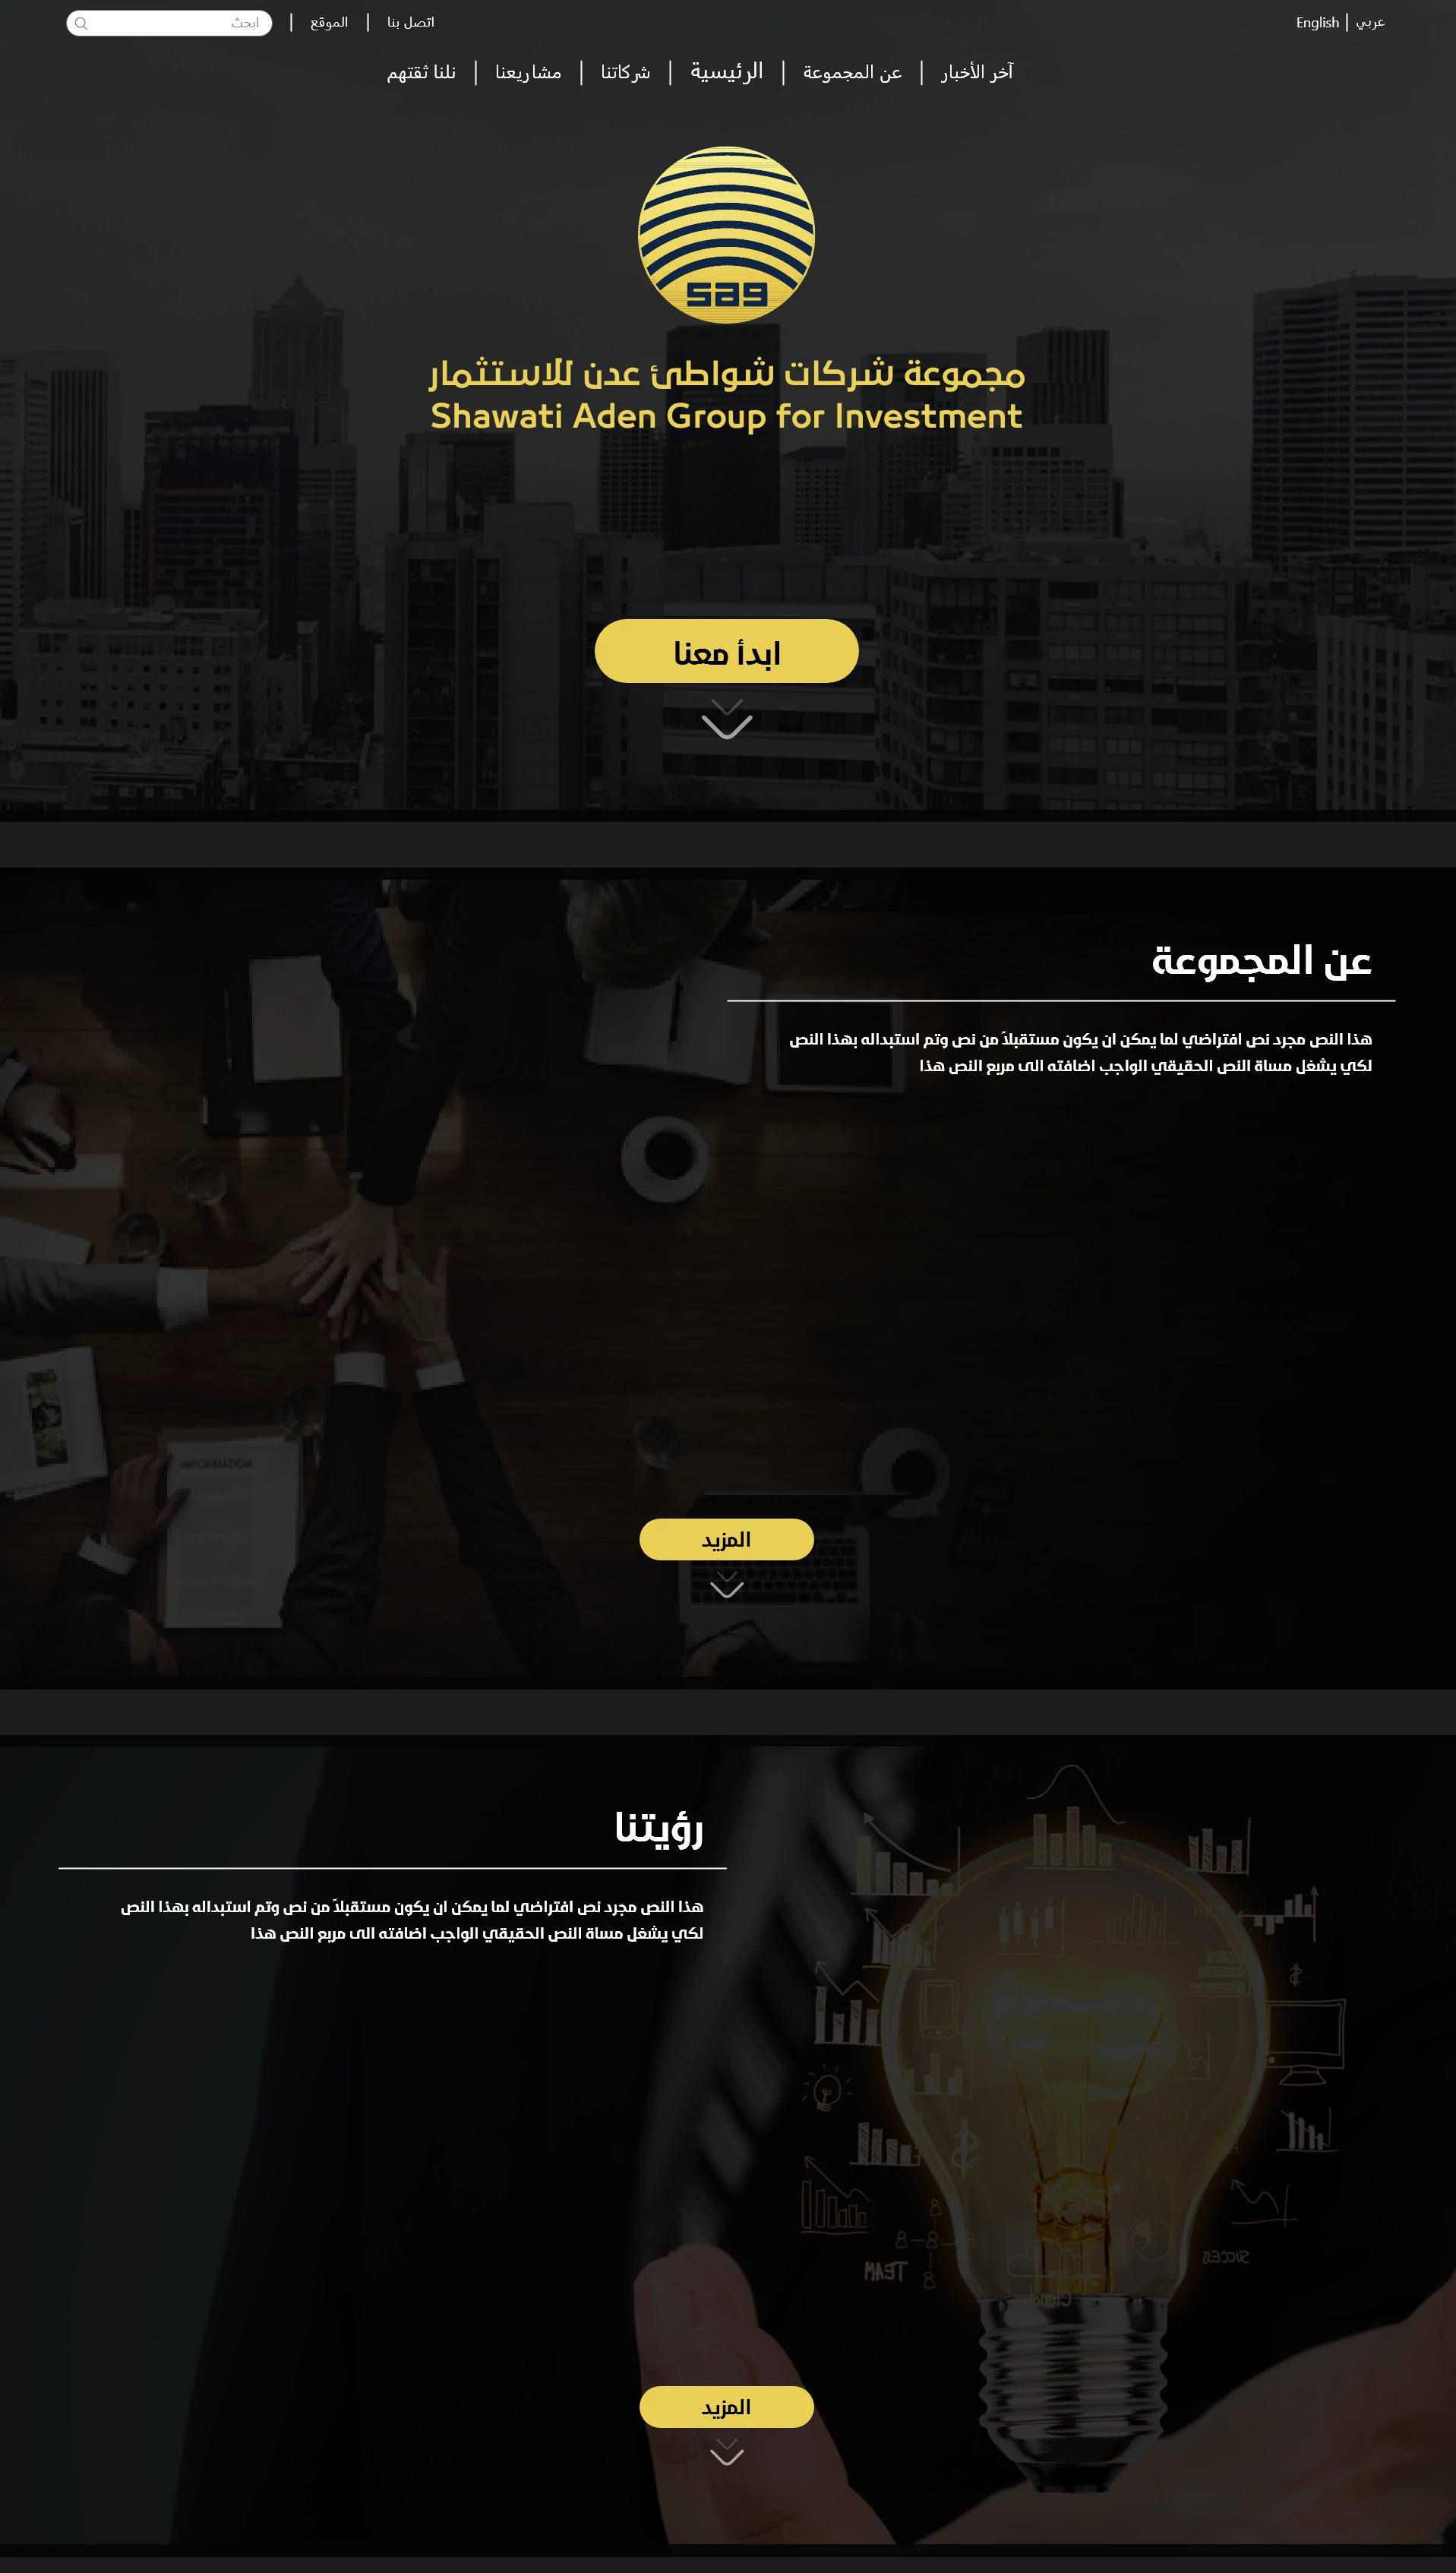 عربي | English
اتصل بنا | الموقع | ابحث
آخر الأخبار | عن المجموعة | الرئيسية | شركاتنا | مشاريعنا | نلنا ثقتهم
sag
مجموعة شركات شواطئ عدن للاستثمار
Shawati Aden Group for Investment
ابدأ معنا
عن المجموعة
هذا النص مجرد نص افتراضي لما يمكن ان يكون مستقبلاً من نص وتم استبداله بهذا النص
لكي يشغل مساة النص الحقيقي الواجب اضافته الى مربع النص هذا
INFORMATION
المزيد
رؤيتنا
هذا النص مجرد نص افتراضي لما يمكن ان يكون مستقبلاً من نص وتم استبداله بهذا النص
لكي يشغل مساة النص الحقيقي الواجب اضافته الى مربع النص هذا
SUCCESS
TEAM
Cloud
المزيد